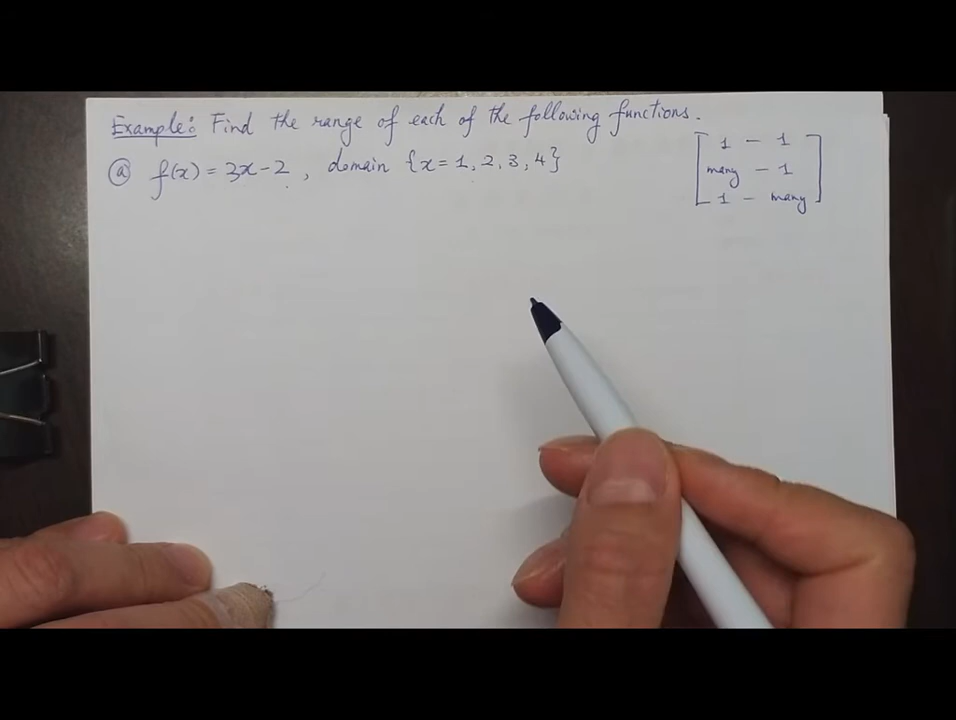 Example: Find the range of each of the following functions.
ⓐ f(x) = 3x-2, domain {x = 1, 2, 3, 4}
1 - 1
many - 1
1 - many